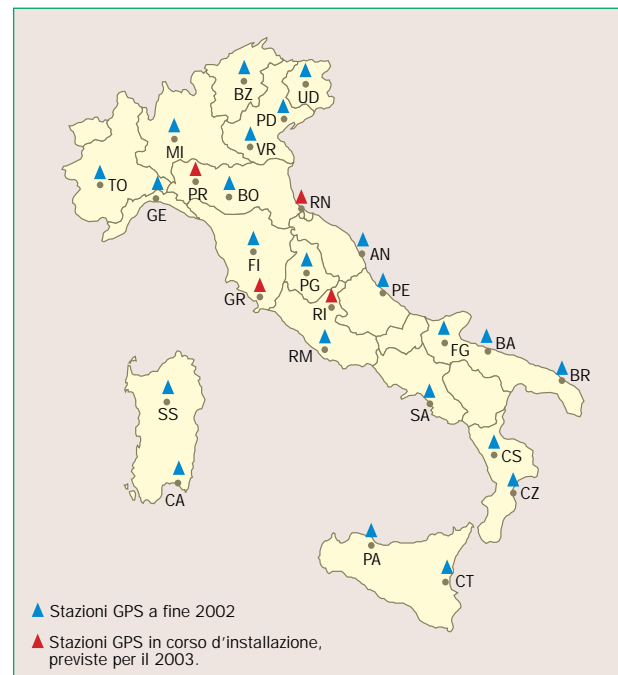 BZ
UD
PD
VR
MI
TO
PR
BO
RN
GE
FI
AN
PG
PE
GR
RI
RM
FG
BA
BR
SA
SS
CS
CA
CZ
PA
CT
Stazioni GPS a fine 2002
Stazioni GPS in corso d'installazione,
previste per il 2003.